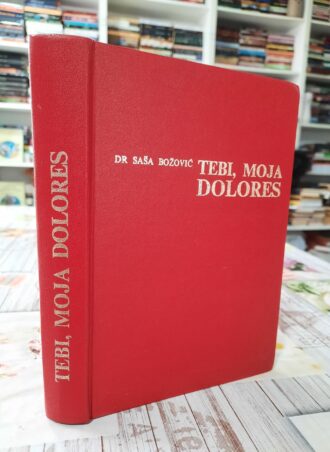 TEBI, MOJA DOLORES
DR SAŠA BOŽOVIĆ TEBI, MOJA
DOLORES